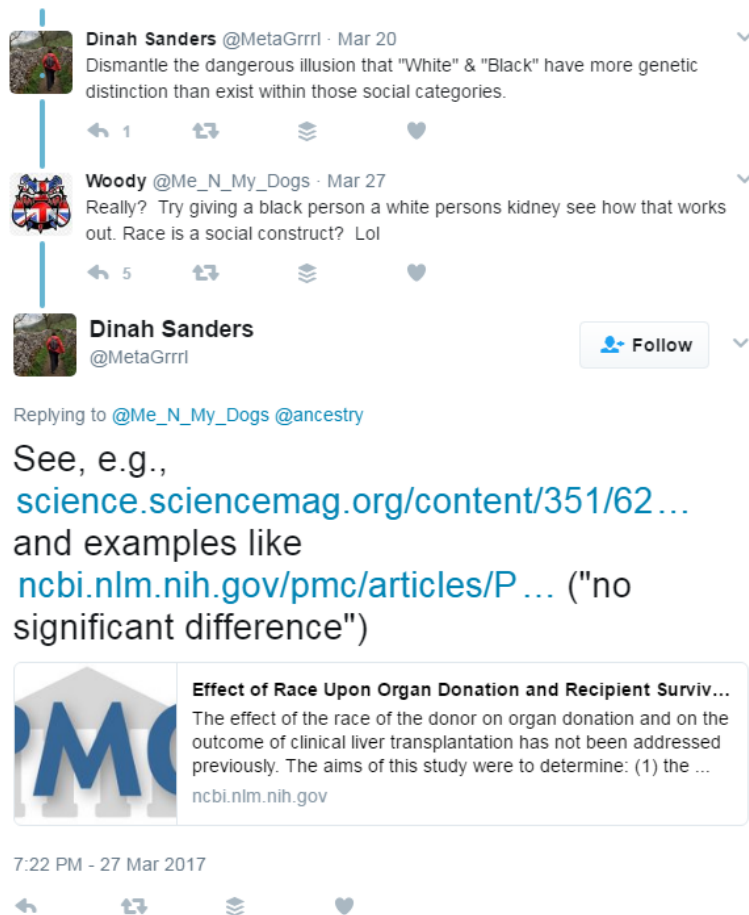 Dinah Sanders @MetaGrrrl · Mar 20
Dismantle the dangerous illusion that "White" & "Black" have more genetic
distinction than exist within those social categories.
1
Woody @Me_N_My_Dogs · Mar 27
Really? Try giving a black person a white persons kidney see how that works
out. Race is a social construct? Lol
5
Dinah Sanders
@MetaGrrrl
Follow
Replying to @Me_N_My_Dogs @ancestry
See, e.g.,
science.sciencemag.org/content/351/62…
and examples like
ncbi.nlm.nih.gov/pmc/articles/P… ("no
significant difference")
PMC
Effect of Race Upon Organ Donation and Recipient Surviv...
The effect of the race of the donor on organ donation and on the
outcome of clinical liver transplantation has not been addressed
previously. The aims of this study were to determine: (1) the ...
ncbi.nlm.nih.gov
7:22 PM - 27 Mar 2017